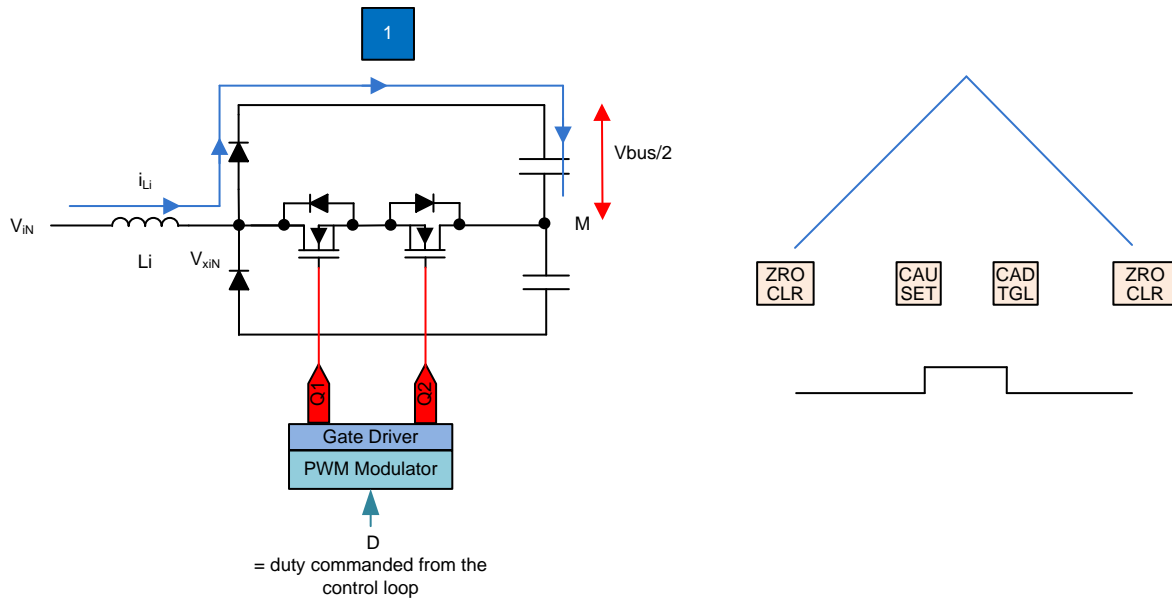 1
Vbus/2
iLi
ViN
M
Li
VxiN
ZRO
CLR
CAU
SET
CAD
TGL
ZRO
CLR
Q1
Q2
Gate Driver
PWM Modulator
D
= duty commanded from the
control loop